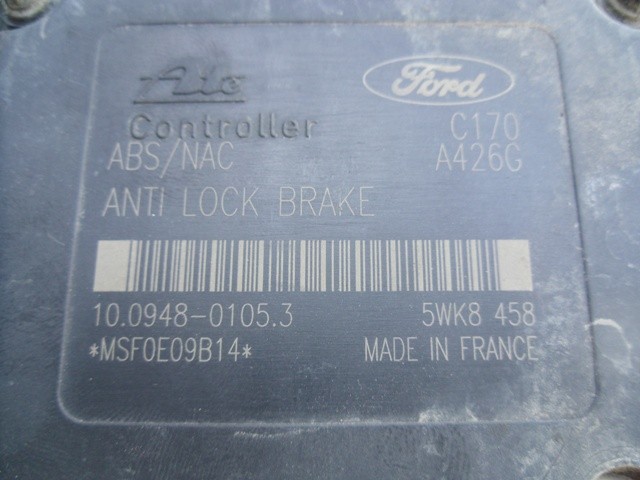 Ate Ford
Controller C170
ABS/NAC A426G
ANTI LOCK BRAKE
10.0948-0105.3 5WK8 458
*MSF0E09B14* MADE IN FRANCE